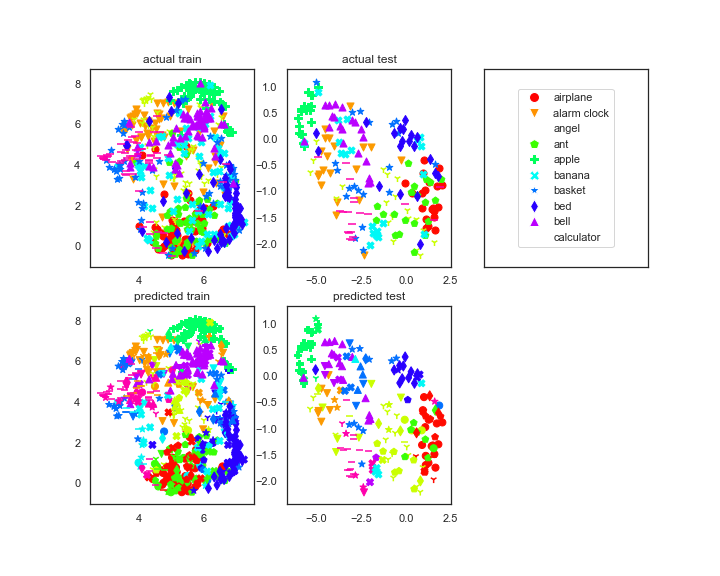 actual train
actual test
8
6
4
2
0
4
6
1.0
0.5
0.0
−0.5
−1.0
−1.5
−2.0
−5.0
−2.5
0.0
2.5
airplane
alarm clock
angel
ant
apple
banana
basket
bed
bell
calculator
predicted train
predicted test
8
6
4
2
0
4
6
1.0
0.5
0.0
−0.5
−1.0
−1.5
−2.0
−5.0
−2.5
0.0
2.5